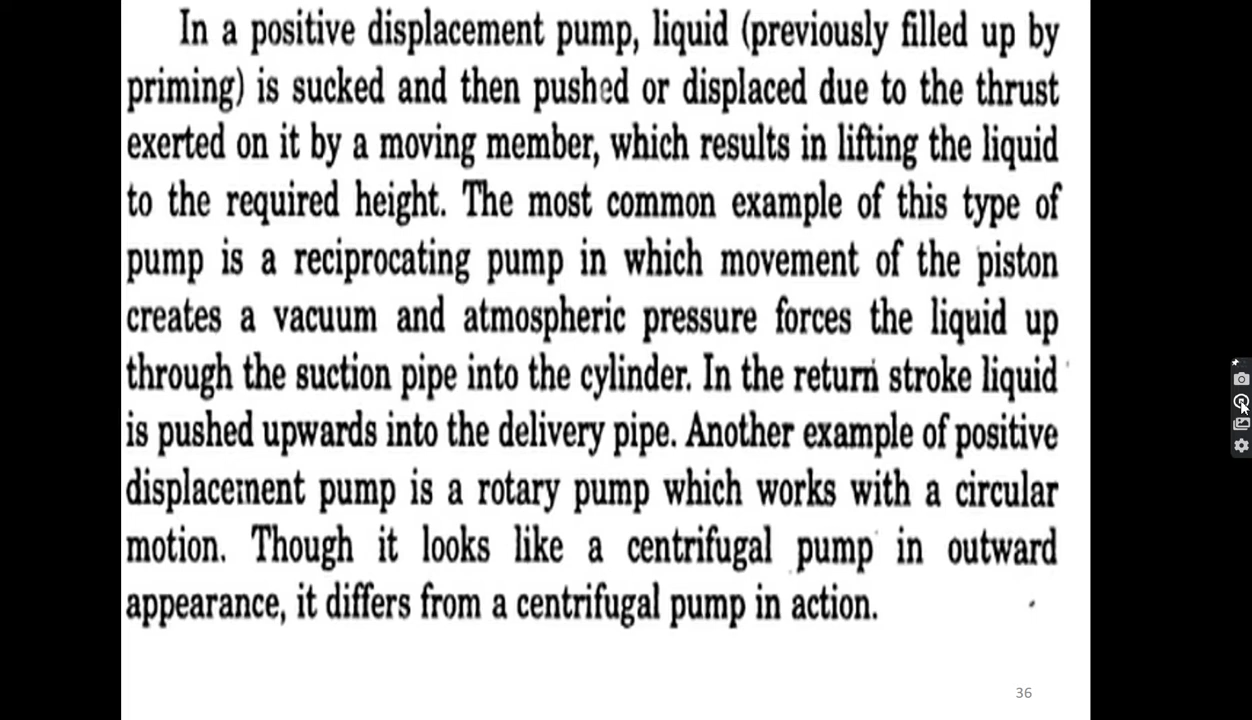 In a positive displacement pump, liquid (previously filled up by
priming) is sucked and then pushed or displaced due to the thrust
exerted on it by a moving member, which results in lifting the liquid
to the required height. The most common example of this type of
pump is a reciprocating pump in which movement of the piston
creates a vacuum and atmospheric pressure forces the liquid up
through the suction pipe into the cylinder. In the return stroke liquid
is pushed upwards into the delivery pipe. Another example of positive
displacement pump is a rotary pump which works with a circular
motion. Though it looks like a centrifugal pump in outward
appearance, it differs from a centrifugal pump in action.
36